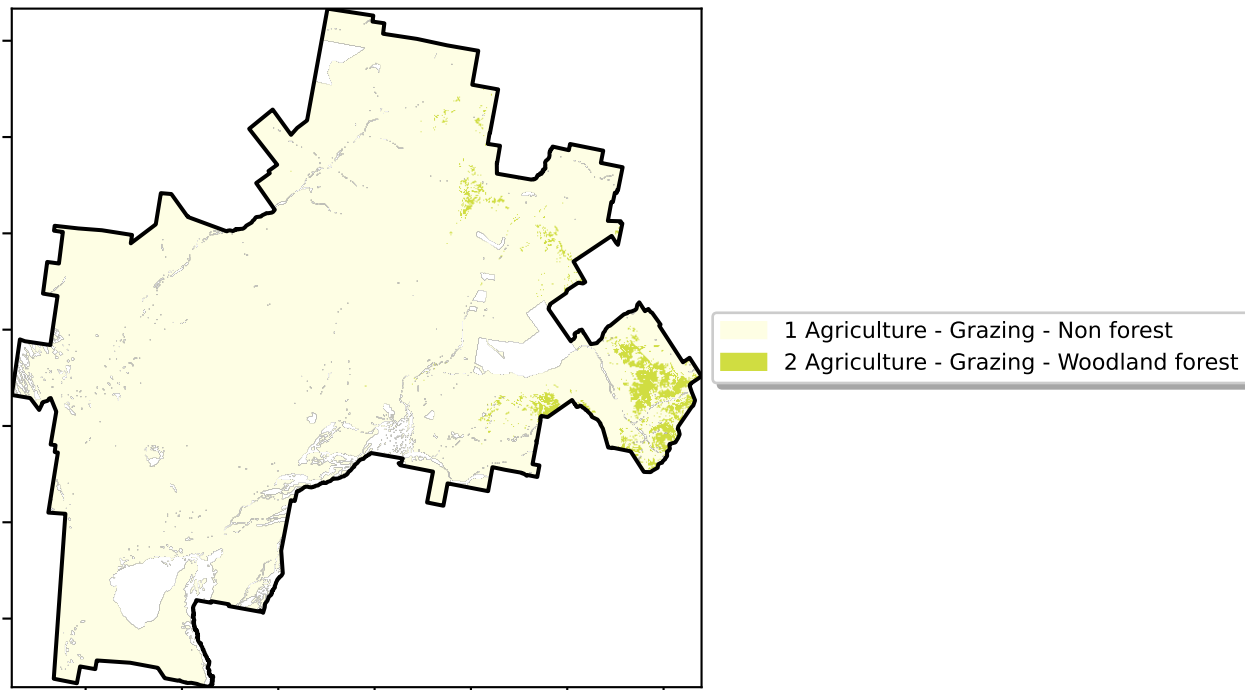 1 Agriculture - Grazing - Non forest
2 Agriculture - Grazing - Woodland forest